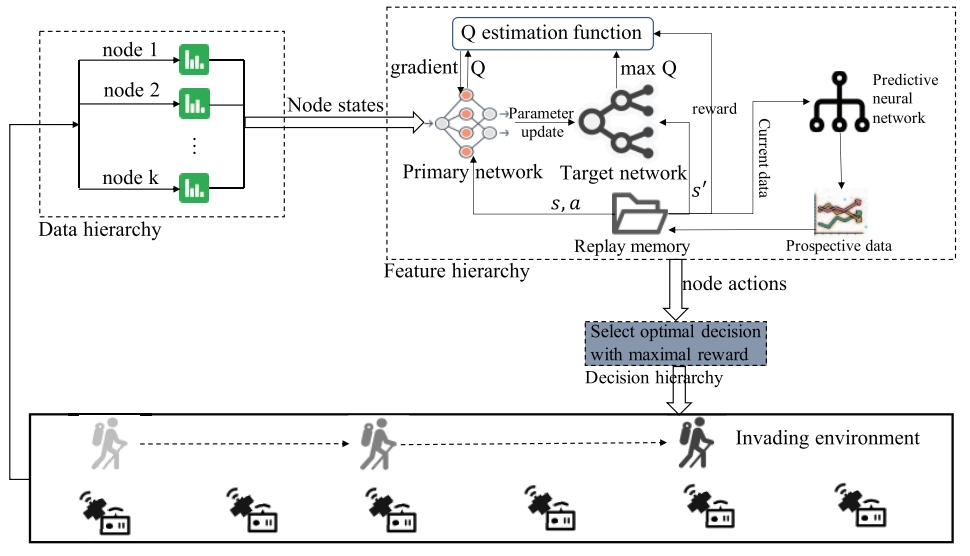 node 1
node 2
⋮
node k
Data hierarchy
Node states
Q estimation function
gradient
Q
max Q
Parameter
update
Primary network
Target network
s, a
s′
reward
Replay memory
Current data
Predictive
neural
network
Prospective data
Feature hierarchy
node actions
Select optimal decision
with maximal reward
Decision hierarchy
Invading environment